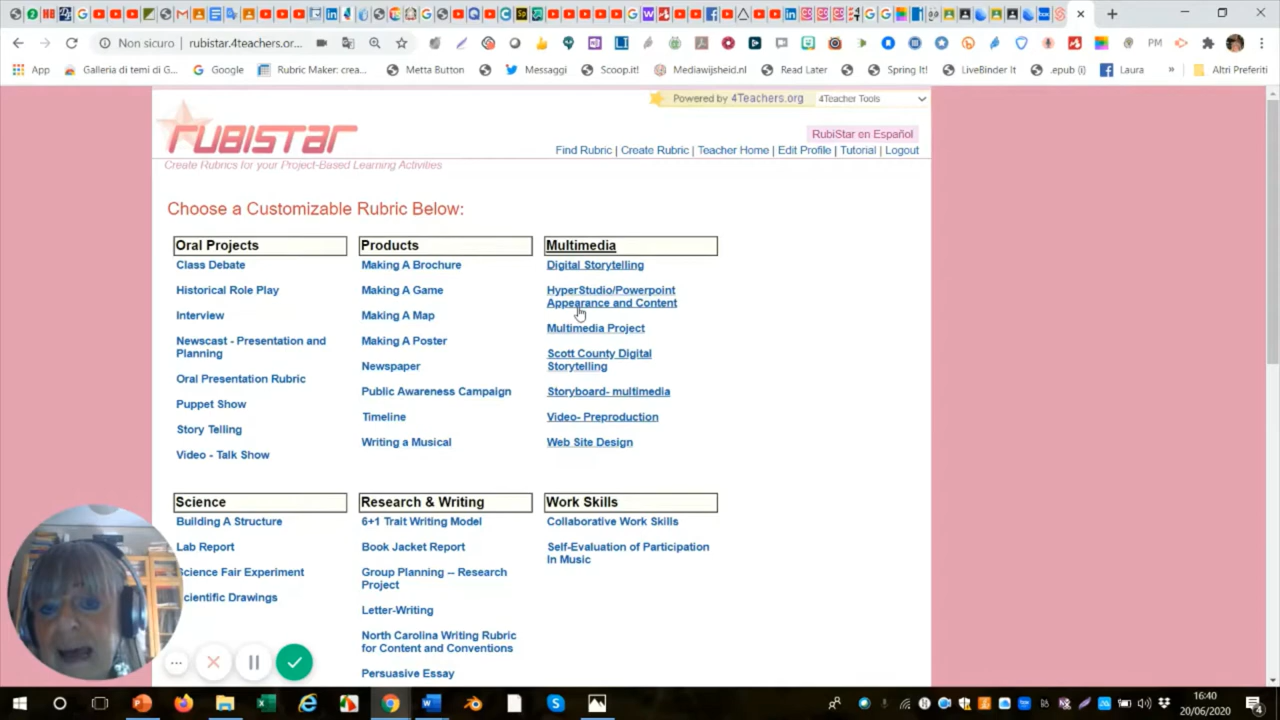 Non sicuro
rubistar.4teachers.or...
PM
App
Galleria di temi di G...
Google
Rubric Maker: crea...
Metta Button
Messaggi
Scoop.it!
Mediawijsheid.nl
Read Later
Spring It!
LiveBinder It
.epub (i)
Laura
»
Altri Preferiti
Powered by 4Teachers.org
4Teacher Tools
RUBISTAR
RubiStar en Español
Find Rubric | Create Rubric | Teacher Home | Edit Profile | Tutorial | Logout
Create Rubrics for your Project-Based Learning Activities
Choose a Customizable Rubric Below:
Oral Projects
Class Debate
Historical Role Play
Interview
Newscast - Presentation and
Planning
Oral Presentation Rubric
Puppet Show
Story Telling
Video - Talk Show
Products
Making A Brochure
Making A Game
Making A Map
Making A Poster
Newspaper
Public Awareness Campaign
Timeline
Writing a Musical
Multimedia
Digital Storytelling
HyperStudio/Powerpoint
Appearance and Content
Multimedia Project
Scott County Digital
Storytelling
Storyboard- multimedia
Video- Preproduction
Web Site Design
Science
Building A Structure
Lab Report
Science Fair Experiment
cientific Drawings
Research & Writing
6+1 Trait Writing Model
Book Jacket Report
Group Planning -- Research
Project
Letter-Writing
North Carolina Writing Rubric
for Content and Conventions
Persuasive Essay
Work Skills
Collaborative Work Skills
Self-Evaluation of Participation
In Music
16:40
20/06/2020
4